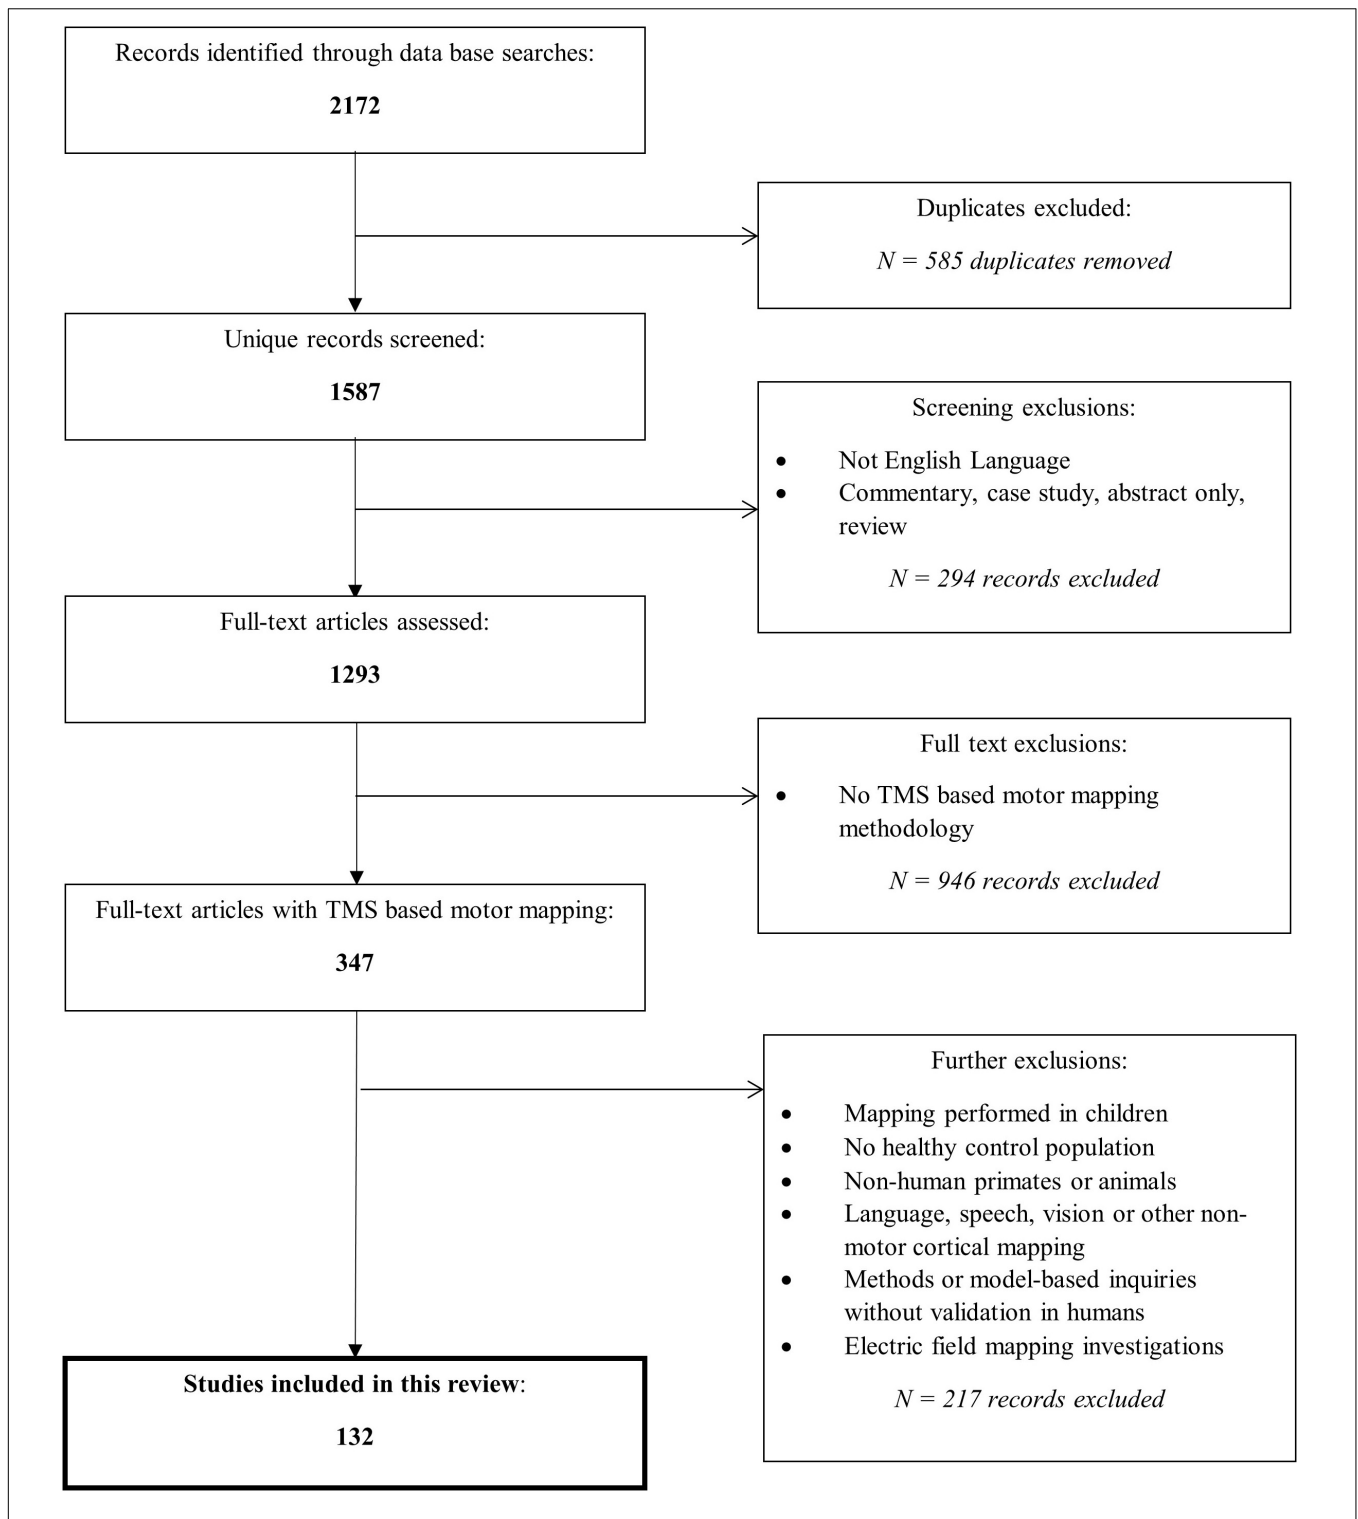 Records identified through data base searches:
2172
Duplicates excluded:
N = 585 duplicates removed
Unique records screened:
1587
Screening exclusions:
• Not English Language
• Commentary, case study, abstract only,
review
N = 294 records excluded
Full-text articles assessed:
1293
Full text exclusions:
• No TMS based motor mapping
methodology
N = 946 records excluded
Full-text articles with TMS based motor mapping:
347
Further exclusions:
• Mapping performed in children
• No healthy control population
• Non-human primates or animals
• Language, speech, vision or other non-
motor cortical mapping
• Methods or model-based inquiries
without validation in humans
• Electric field mapping investigations
N = 217 records excluded
Studies included in this review:
132